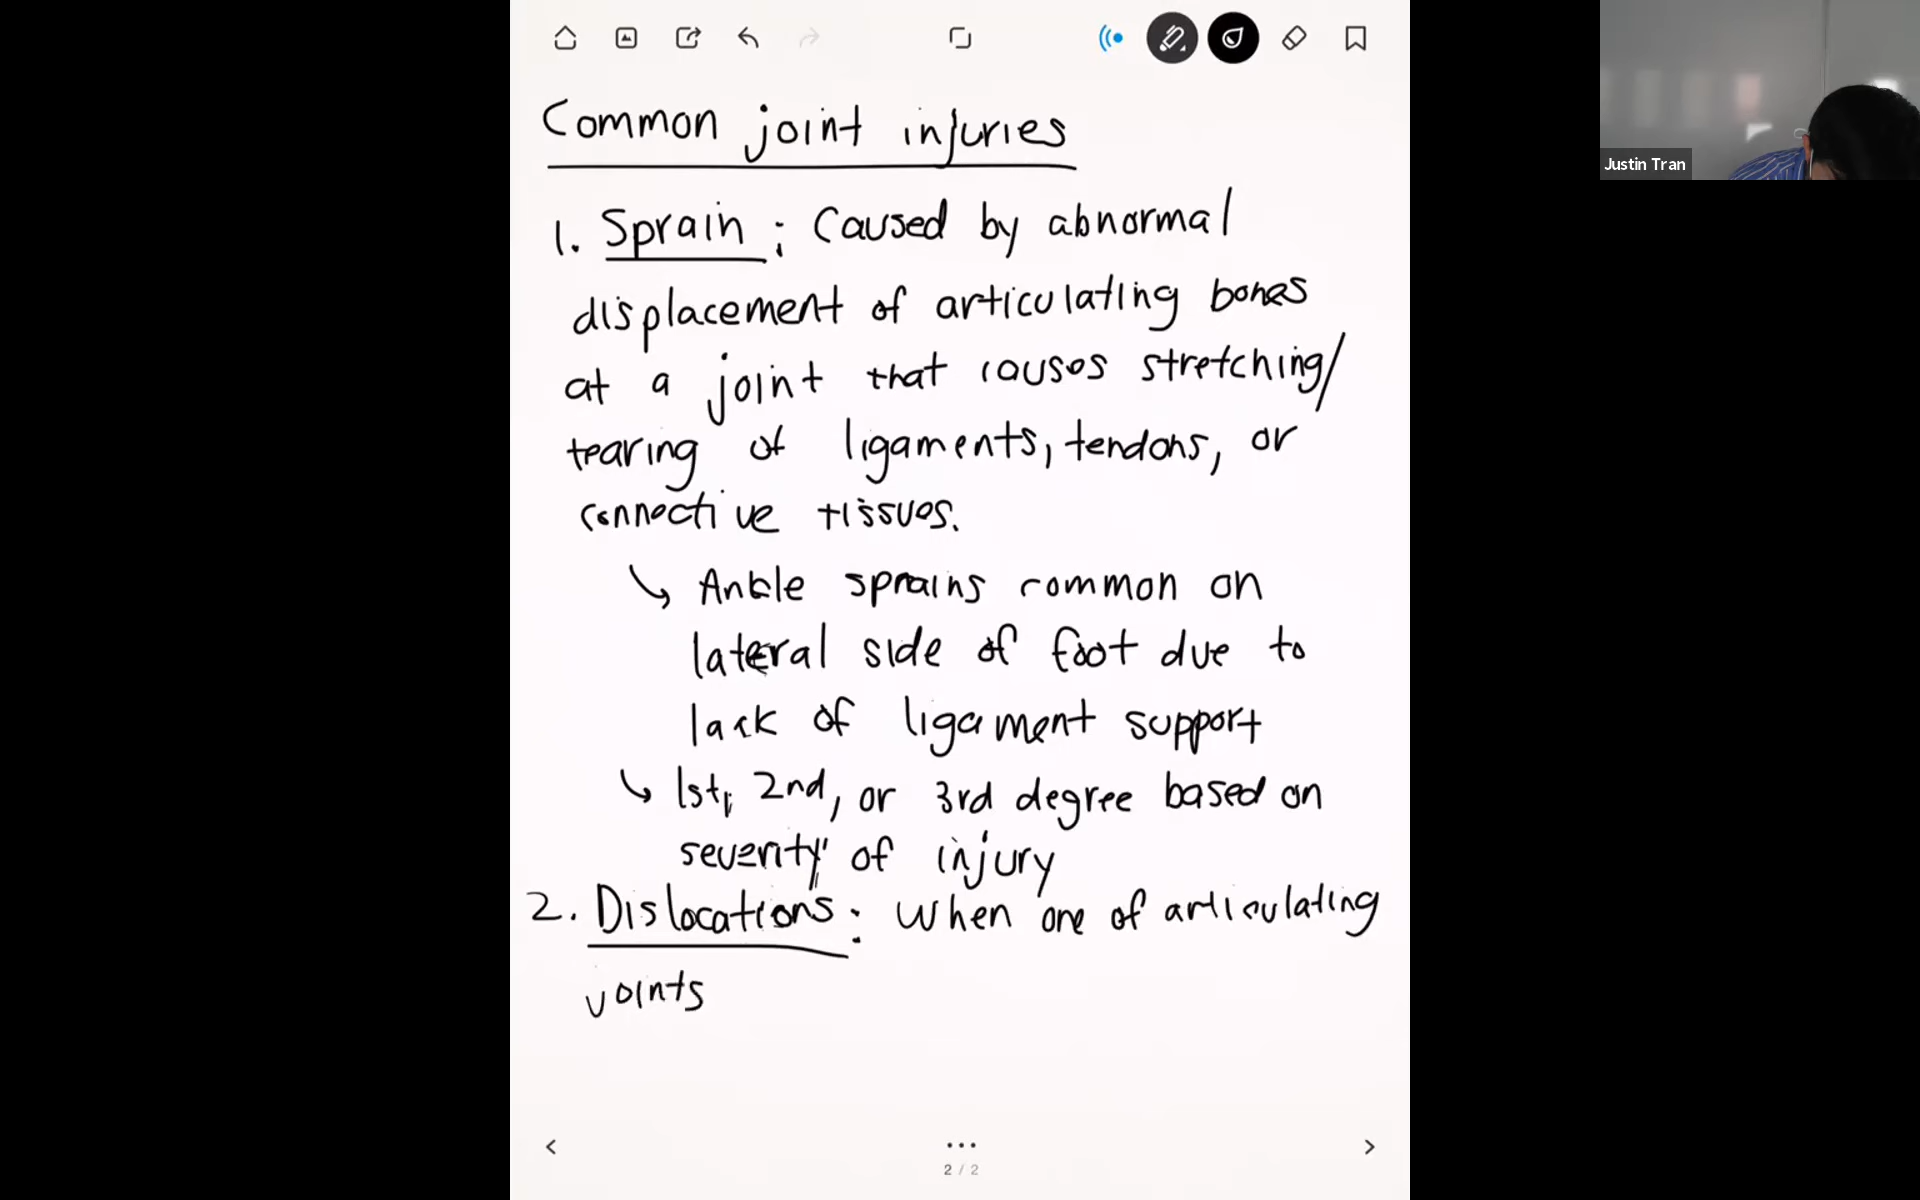 Justin Tran
Common joint injuries
1. Sprain: Caused by abnormal
displacement of articulating bones
at a joint that causes stretching/
tearing of ligaments, tendons, or
connective tissues.
↳ Ankle sprains common on
lateral side of foot due to
lack of ligament support
↳ 1st, 2nd, or 3rd degree based on
severity of injury
2. Dislocations: When one of articulating
joints
2 / 2